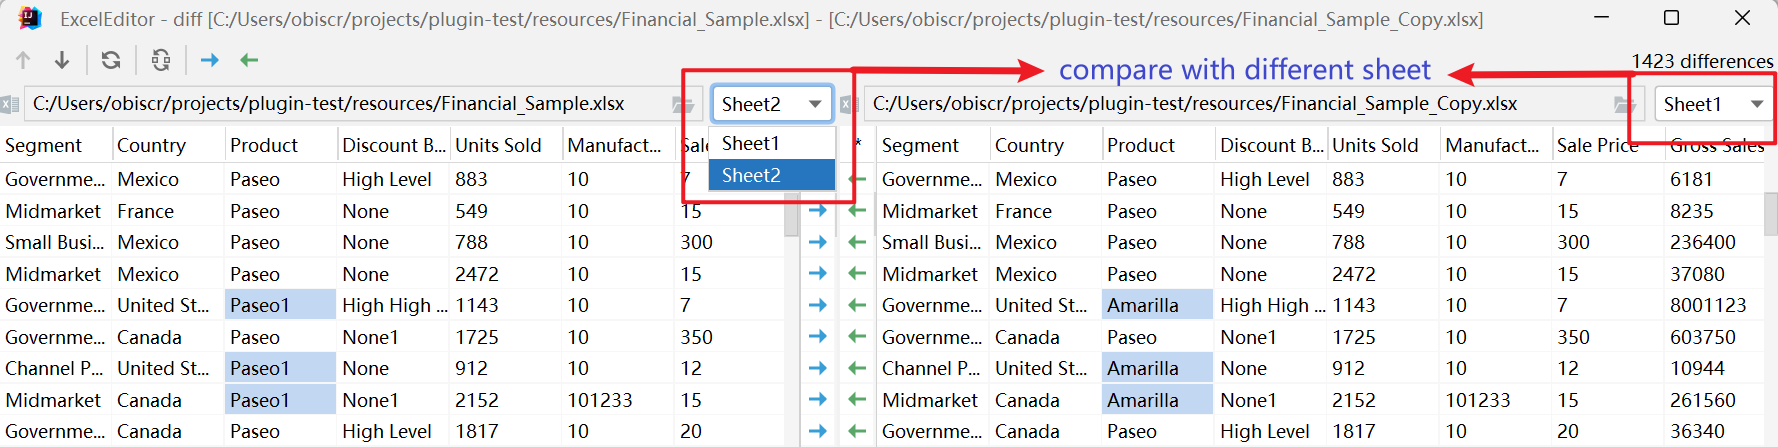 ExcelEditor - diff [C:/Users/obiscr/projects/plugin-test/resources/Financial_Sample.xlsx] - [C:/Users/obiscr/projects/plugin-test/resources/Financial_Sample_Copy.xlsx]
compare with different sheet
1423 differences
C:/Users/obiscr/projects/plugin-test/resources/Financial_Sample.xlsx Sheet2 C:/Users/obiscr/projects/plugin-test/resources/Financial_Sample_Copy.xlsx Sheet1
Sheet1
Sheet2
Segment Country Product Discount B... Units Sold Manufact... Sale * Segment Country Product Discount B... Units Sold Manufact... Sale Price Gross Sales
Governme... Mexico Paseo High Level 883 10 7 Governme... Mexico Paseo High Level 883 10 7 6181
Midmarket France Paseo None 549 10 15 Midmarket France Paseo None 549 10 15 8235
Small Busi... Mexico Paseo None 788 10 300 Small Busi... Mexico Paseo None 788 10 300 236400
Midmarket Mexico Paseo None 2472 10 15 Midmarket Mexico Paseo None 2472 10 15 37080
Governme... United St... Paseo1 High High ... 1143 10 7 Governme... United St... Amarilla High High ... 1143 10 7 8001123
Governme... Canada Paseo None1 1725 10 350 Governme... Canada Paseo None1 1725 10 350 603750
Channel P... United St... Paseo1 None 912 10 12 Channel P... United St... Amarilla None 912 10 12 10944
Midmarket Canada Paseo1 None1 2152 101233 15 Midmarket Canada Amarilla None1 2152 101233 15 261560
Governme... Canada Paseo High Level 1817 10 20 Governme... Canada Paseo High Level 1817 10 20 36340